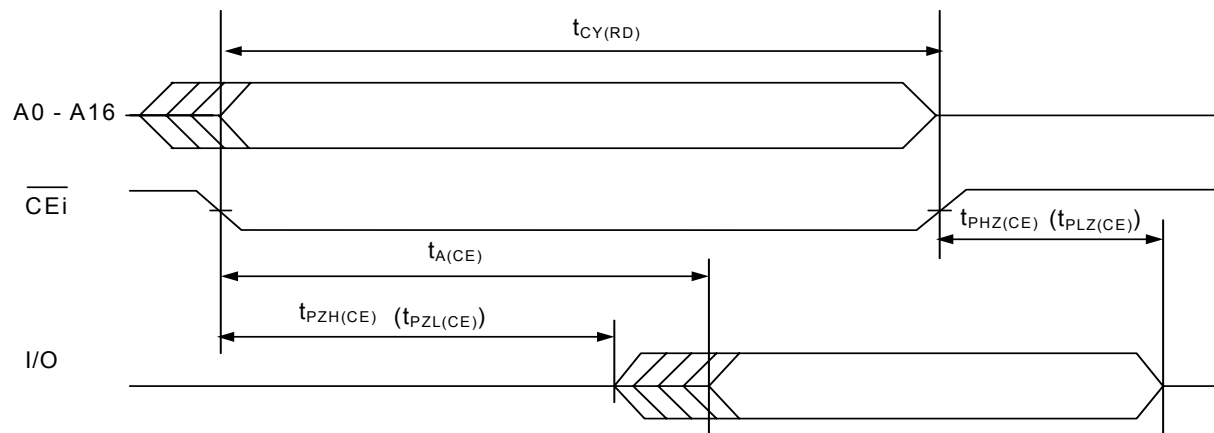 tCY(RD)
A0 - A16
CEi
tPHZ(CE) (tPLZ(CE))
tA(CE)
tPZH(CE) (tPZL(CE))
I/O